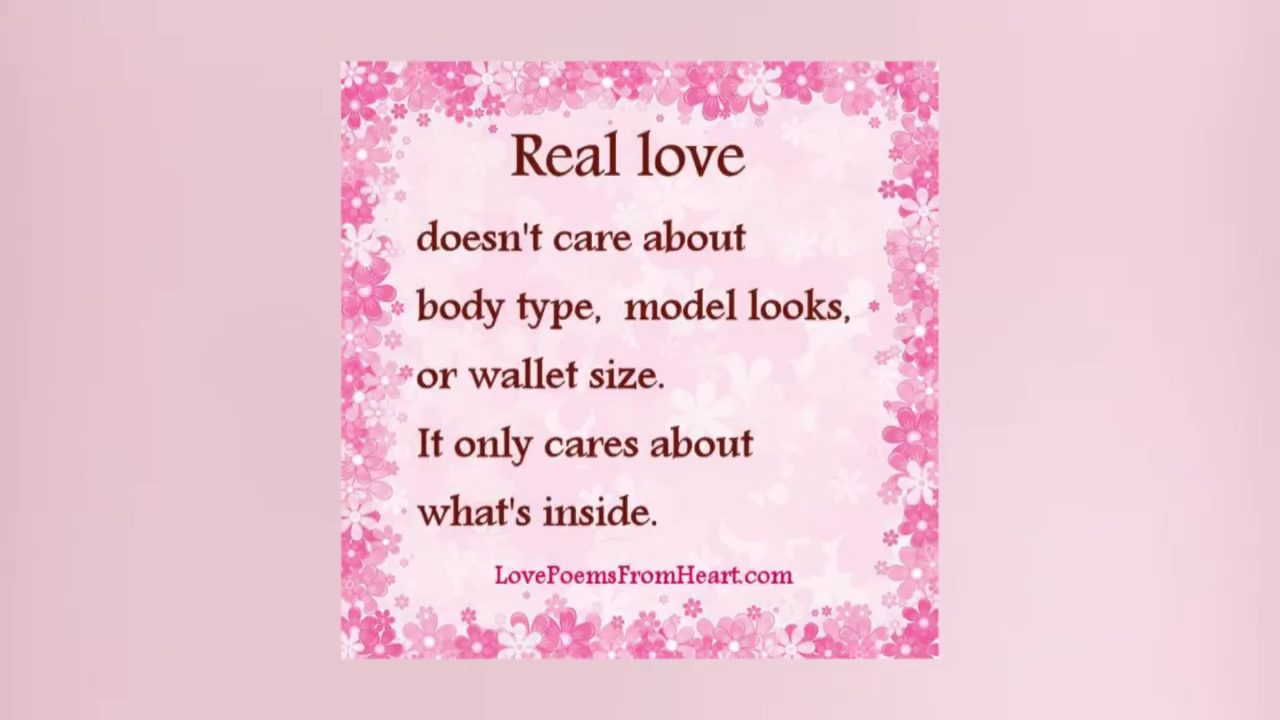 Real love
doesn't care about
body type, model looks,
or wallet size.
It only cares about
what's inside.
LovePoemsFromHeart.com